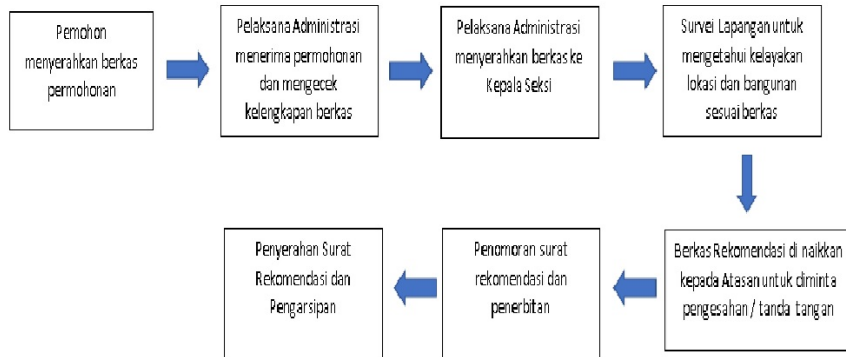 Pemohon
menyerahkan berkas
permohonan
Pelaksana Administrasi
menerima permohonan
dan mengecek
kelengkapan berkas
Pelaksana Administrasi
menyerahkan berkas ke
Kepala Seksi
Survei Lapangan untuk
mengetahui kelayakan
lokasi dan bangunan
sesuai berkas
Berkas Rekomendasi di naikkan
kepada Atasan untuk diminta
pengesahan / tanda tangan
Penomoran surat
rekomendasi dan
penerbitan
Penyerahan Surat
Rekomendasi dan
Pengarsipan